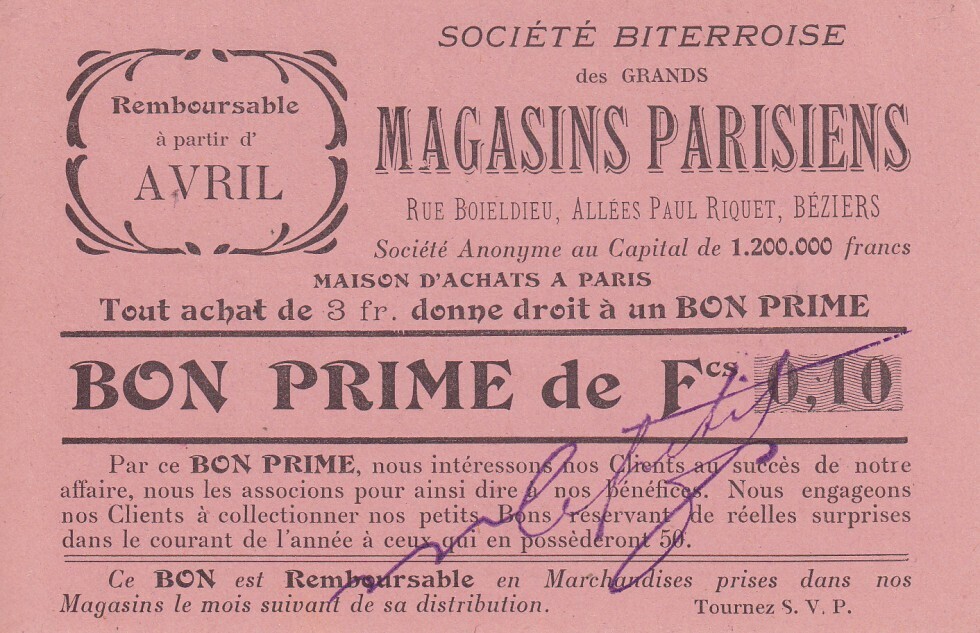 SOCIÉTÉ BITERROISE
des GRANDS
MAGASINS PARISIENS
RUE BOIELDIEU, ALLÉES PAUL RIQUET, BÉZIERS
Société Anonyme au Capital de 1.200.000 francs
Remboursable
à partir d'
AVRIL
MAISON D'ACHATS A PARIS
Tout achat de 3 fr. donne droit à un BON PRIME
BON PRIME de Fcs 0,10
Par ce BON PRIME, nous intéressons nos Clients au succès de notre
affaire, nous les associons pour ainsi dire à nos bénéfices. Nous engageons
nos Clients à collectionner nos petits Bons réservant de réelles surprises
dans le courant de l'année à ceux qui en possèderont 50.
Ce BON est Remboursable en Marchandises prises dans nos
Magasins le mois suivant de sa distribution.
Tournez S. V. P.